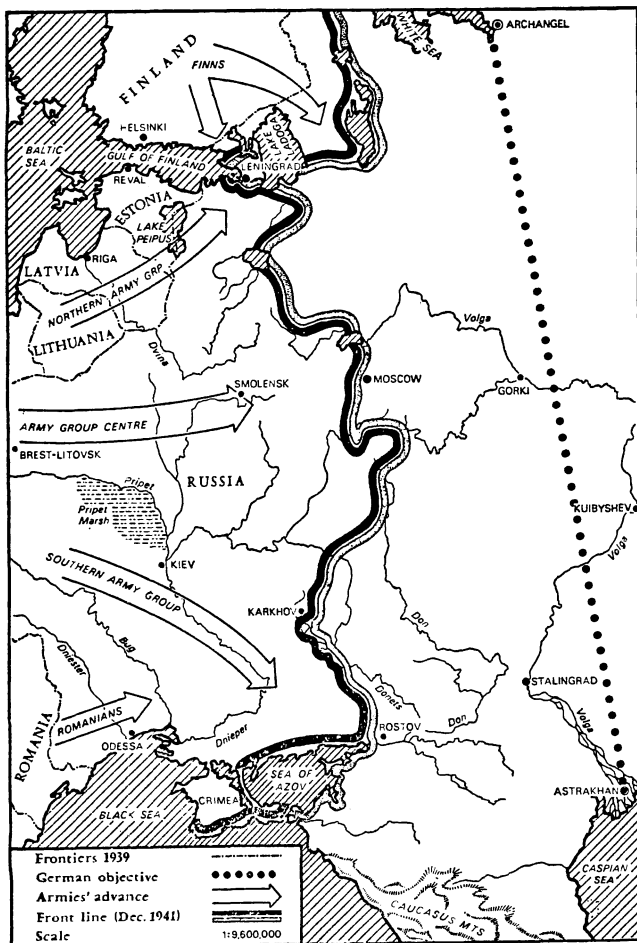 ARCHANGEL
WHITE SEA
FINLAND
FINNS
HELSINKI
LAKE LADOGA
BALTIC SEA
GULF OF FINLAND
LENINGRAD
REVAL
ESTONIA
LAKE PEIPUS
RIGA
LATVIA
NORTHERN ARMY GRP
LITHUANIA
Dvina
Volga
MOSCOW
GORKI
SMOLENSK
ARMY GROUP CENTRE
BREST-LITOVSK
RUSSIA
Pripet
Pripet Marsh
KUIBYSHEV
Volga
KIEV
SOUTHERN ARMY GROUP
KARKHOV
Don
Bug
Dniester
STALINGRAD
Donets
Don
Volga
ROMANIANS
ROMANIA
Dnieper
ROSTOV
ODESSA
SEA OF AZOV
ASTRAKHAN
CRIMEA
BLACK SEA
CASPIAN SEA
CAUCASUS MTS
Frontiers 1939
German objective
Armies' advance
Front line (Dec. 1941)
Scale 1:9,600,000